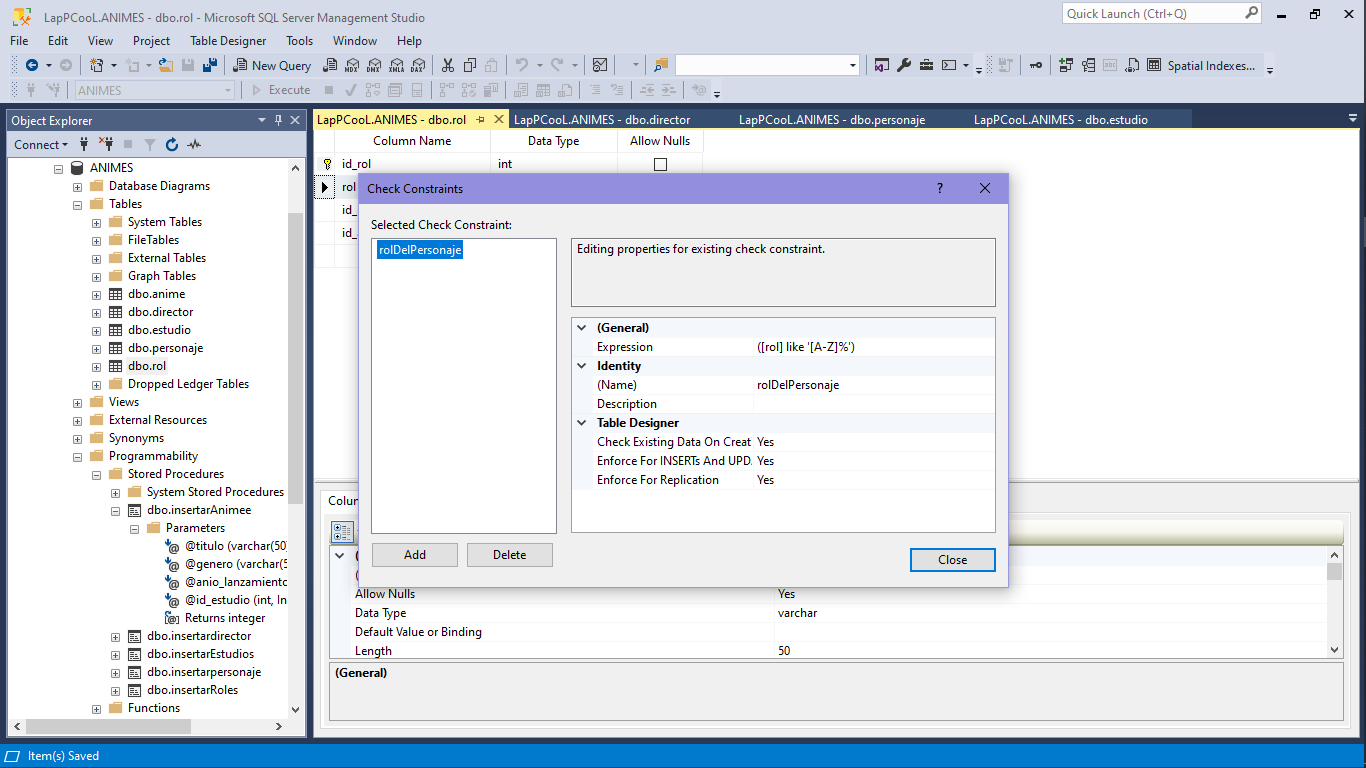 LapPCooL.ANIMES - dbo.rol - Microsoft SQL Server Management Studio
Quick Launch (Ctrl+Q)
File Edit View Project Table Designer Tools Window Help
New Query
MDX DMX XMLA DAX
Spatial Indexes...
ANIMES
Execute
Object Explorer
LapPCooL.ANIMES - dbo.rol
LapPCooL.ANIMES - dbo.director
LapPCooL.ANIMES - dbo.personaje
LapPCooL.ANIMES - dbo.estudio
Connect
ANIMES
Database Diagrams
Tables
System Tables
FileTables
External Tables
Graph Tables
dbo.anime
dbo.director
dbo.estudio
dbo.personaje
dbo.rol
Dropped Ledger Tables
Views
External Resources
Synonyms
Programmability
Stored Procedures
System Stored Procedures
dbo.insertarAnimee
Parameters
@titulo (varchar(50)
@genero (varchar(5
@anio_lanzamiento
@id_estudio (int, In
Returns integer
dbo.insertardirector
dbo.insertarEstudios
dbo.insertarpersonaje
dbo.insertarRoles
Functions
Column Name Data Type Allow Nulls
id_rol int
rol
id_
id_
Check Constraints
?
Selected Check Constraint:
rolDelPersonaje
Editing properties for existing check constraint.
(General)
Expression ([rol] like '[A-Z]%')
Identity
(Name) rolDelPersonaje
Description
Table Designer
Check Existing Data On Creat Yes
Enforce For INSERTs And UPD. Yes
Enforce For Replication Yes
Add Delete
Close
Colun
(
(
Allow Nulls Yes
Data Type varchar
Default Value or Binding
Length 50
(General)
Item(s) Saved